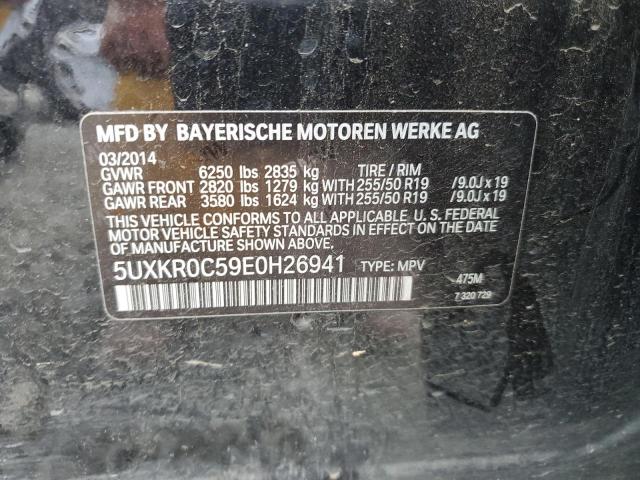 MFD BY BAYERISCHE MOTOREN WERKE AG
03/2014
GVWR 6250 lbs 2835 kg TIRE / RIM
GAWR FRONT 2820 lbs 1279 kg WITH 255/50 R19 /9.0J x 19
GAWR REAR 3580 lbs 1624 kg WITH 255/50 R19 /9.0J x 19
THIS VEHICLE CONFORMS TO ALL APPLICABLE U. S. FEDERAL
MOTOR VEHICLE SAFETY STANDARDS IN EFFECT ON THE DATE
OF MANUFACTURE SHOWN ABOVE.
5UXKR0C59E0H26941 TYPE: MPV
475M
7 320 729